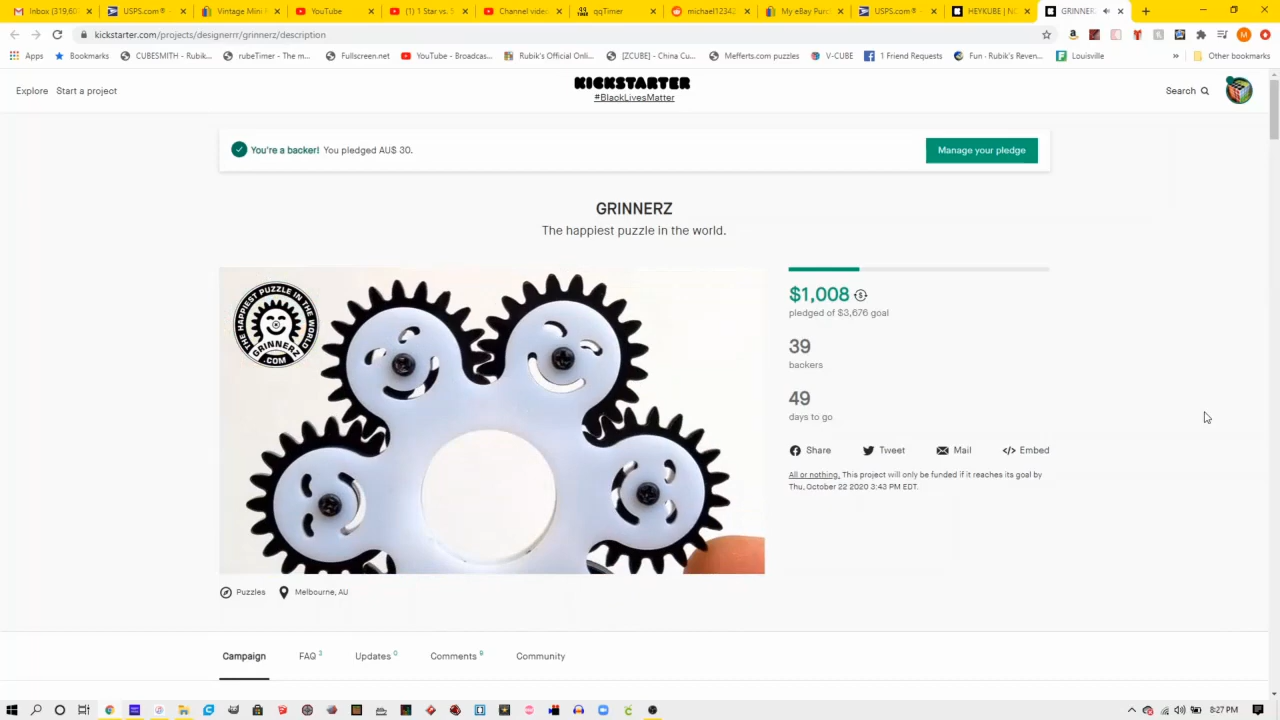 Inbox (319,60
USPS.com® -
Vintage Mini
YouTube
(1) 1 Star vs. 5
Channel video
qqTimer
michael12342
My eBay Purc
USPS.com® -
HEYKUBE | NO
GRINNER
kickstarter.com/projects/designerrr/grinnerz/description
Apps
Bookmarks
CUBESMITH - Rubik...
rubeTimer - The m...
Fullscreen.net
YouTube - Broadcas...
Rubik's Official Onli...
[ZCUBE] - China Cu...
Mefferts.com puzzles
V-CUBE
1 Friend Requests
Fun - Rubik's Reven...
Louisville
»
Other bookmarks
Explore
Start a project
KICKSTARTER
#BlackLivesMatter
Search
You're a backer! You pledged AU$ 30.
Manage your pledge
GRINNERZ
The happiest puzzle in the world.
THE HAPPIEST PUZZLE IN THE WORLD
GRINNERZ
.COM
$1,008
pledged of $3,676 goal
39
backers
49
days to go
Share
Tweet
Mail
Embed
All or nothing. This project will only be funded if it reaches its goal by
Thu, October 22 2020 3:43 PM EDT.
Puzzles
Melbourne, AU
Campaign
FAQ 3
Updates 0
Comments 9
Community
8:27 PM